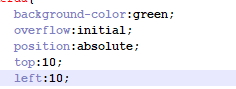 background-color:green;
overflow:initial;
position:absolute;
top:10;
left:10;